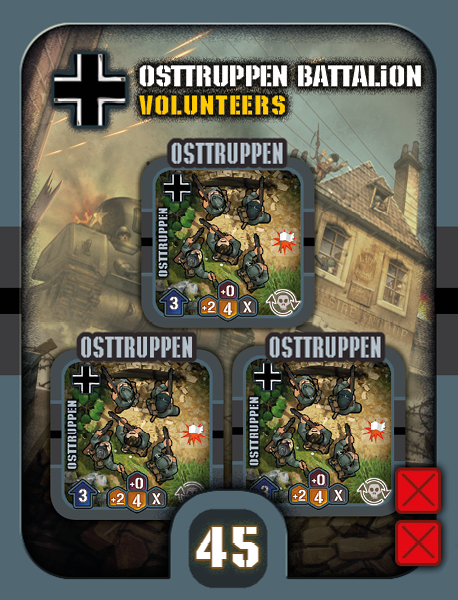 OSTTRUPPEN BATTALiON
VOLUNTEERS
OSTTRUPPEN
OSTTRUPPEN
+0
3 +2 4 X
OSTTRUPPEN OSTTRUPPEN
OSTTRUPPEN OSTTRUPPEN
+0 +0
3 +2 4 X 3 +2 4 X
45